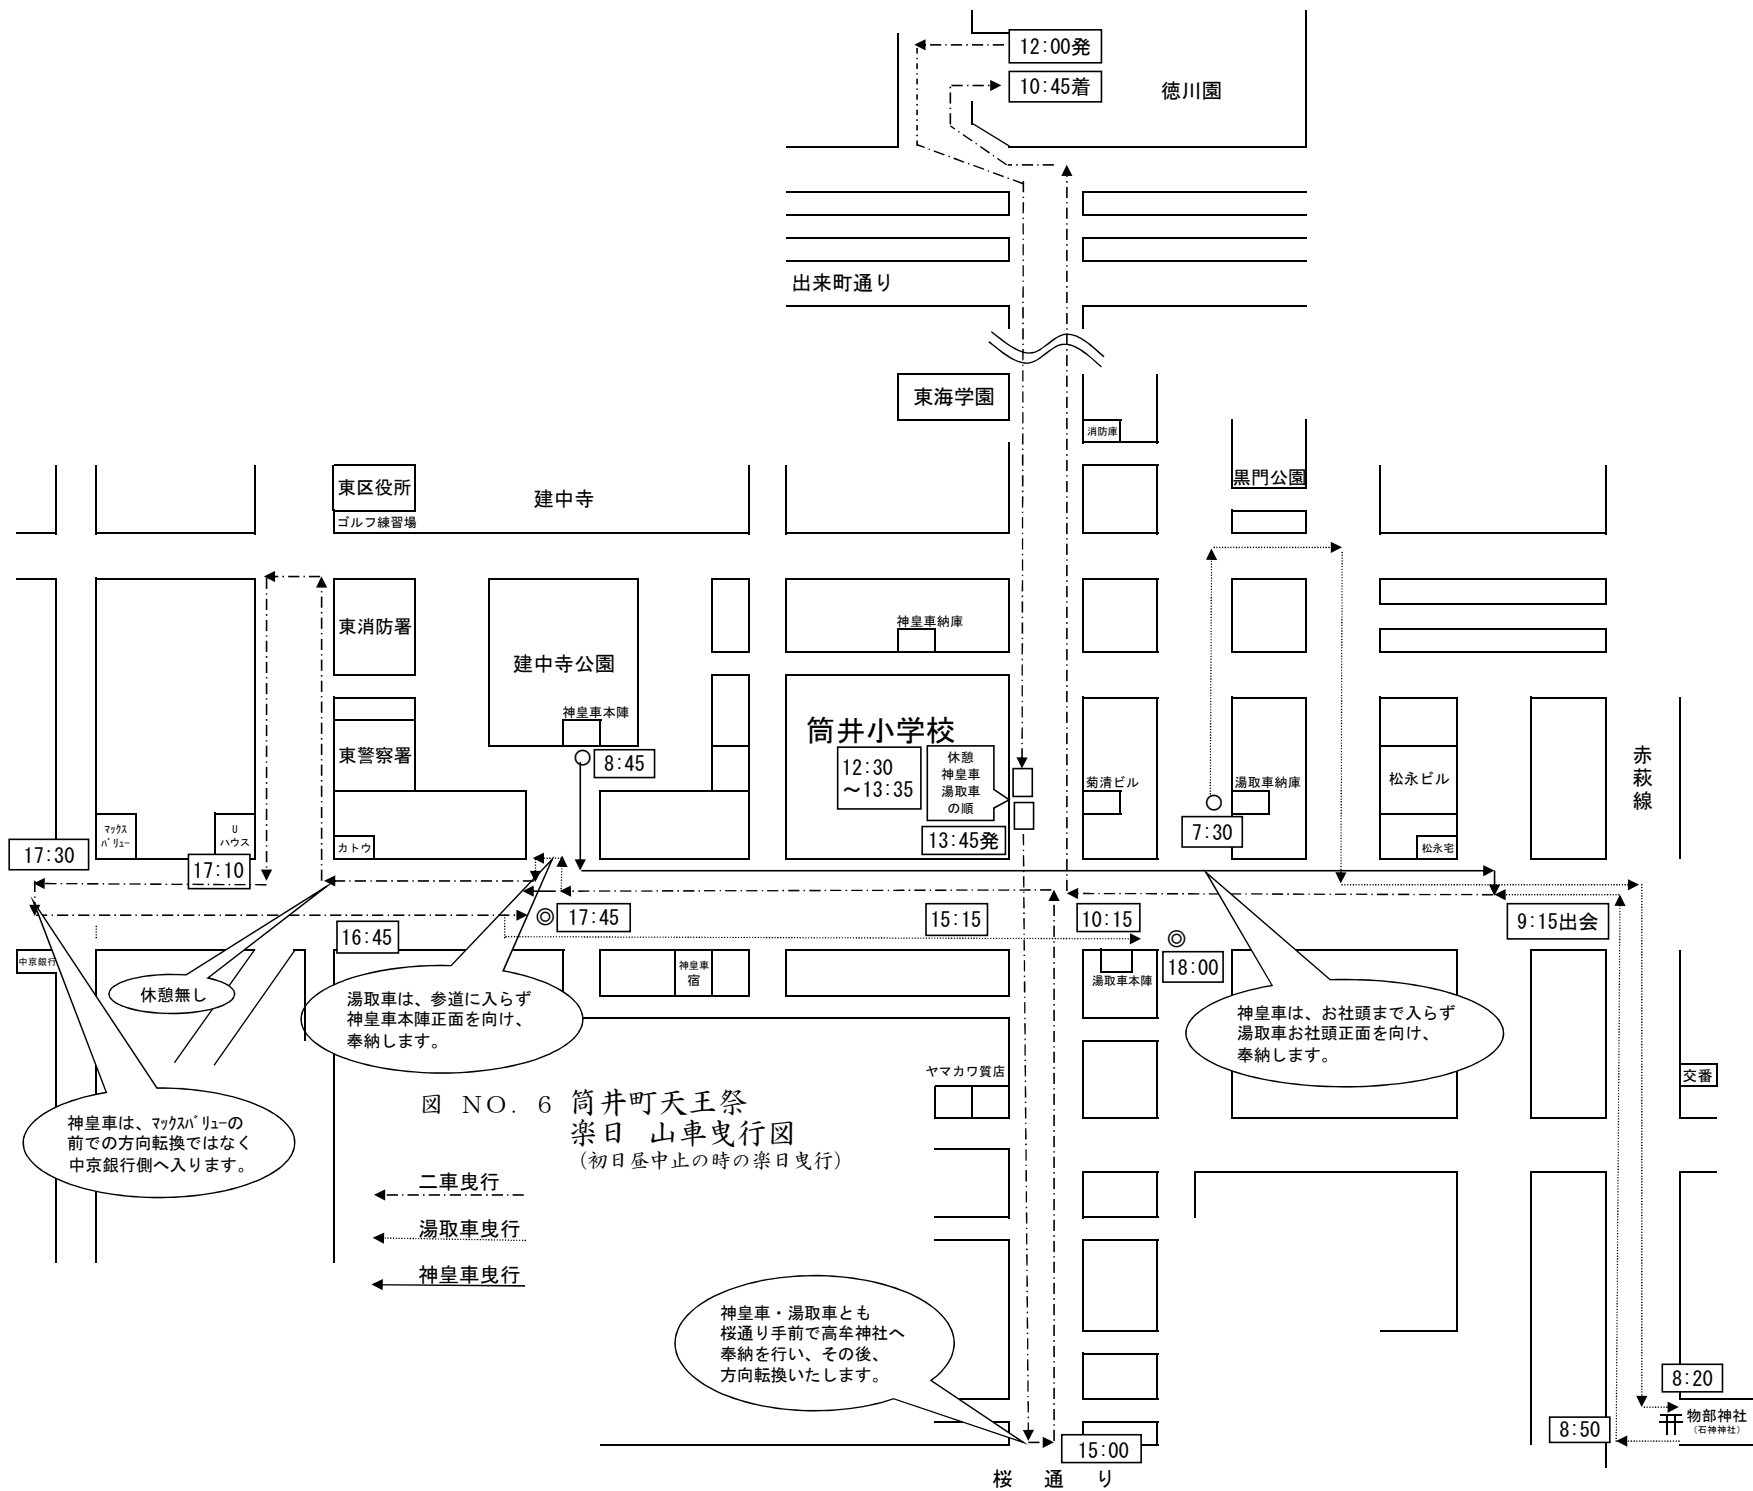 12:00発
10:45着
徳川園
出来町通り
東海学園
消防庫
東区役所
ゴルフ練習場
建中寺
黒門公園
東消防署
建中寺公園
神皇車納庫
神皇車本陣
東警察署
8:45
筒井小学校
12:30
～13:35
休憩
神皇車
湯取車
の順
13:45発
菊清ビル
湯取車納庫
7:30
松永ビル
松永宅
赤萩線
マックス
バリュー
U
ハウス
カトウ
17:30
17:10
17:45
15:15
10:15
9:15出会
16:45
18:00
中京銀行
休憩無し
神皇車
宿
湯取車本陣
湯取車は、参道に入らず
神皇車本陣正面を向け、
奉納します。
神皇車は、お社頭まで入らず
湯取車お社頭正面を向け、
奉納します。
ヤマカワ質店
交番
神皇車は、マックスバリューの
前での方向転換ではなく
中京銀行側へ入ります。
図 NO. 6 筒井町天王祭
楽日 山車曳行図
(初日昼中止の時の楽日曳行)
二車曳行
湯取車曳行
神皇車曳行
神皇車・湯取車とも
桜通り手前で高牟神社へ
奉納を行い、その後、
方向転換いたします。
8:20
物部神社
(石神神社)
8:50
15:00
桜 通 り